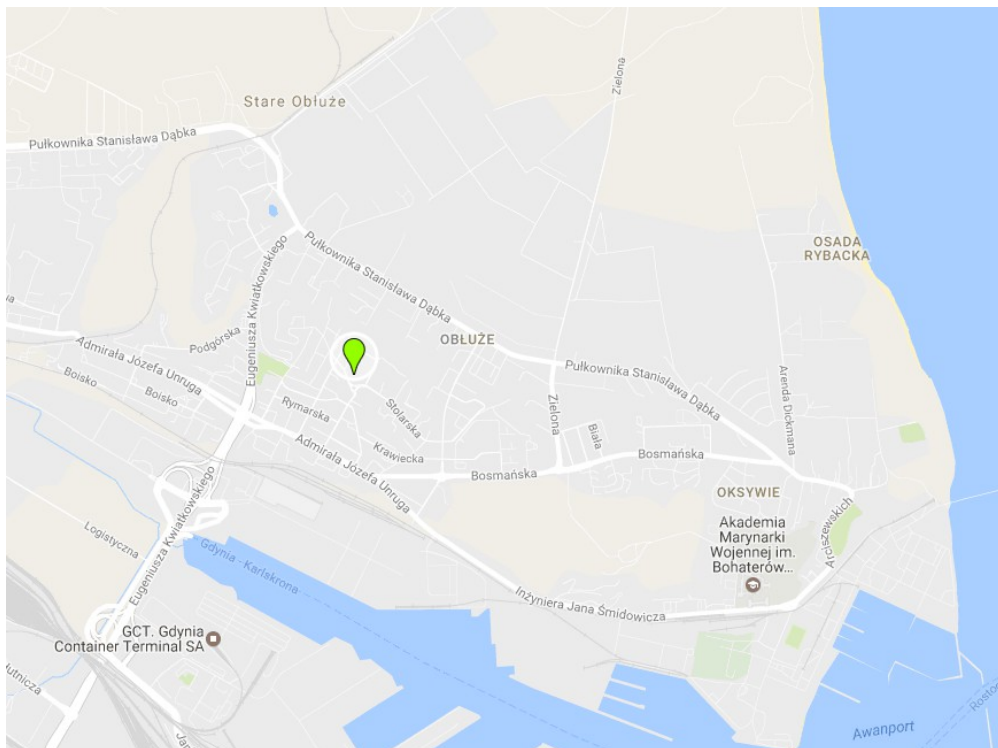 Zielona
Stare Obłuże
Pułkownika Stanisława Dąbka
OSADA
RYBACKA
Pułkownika Stanisława Dąbka
Eugeniusza Kwiatkowskiego
Podgórska
Admirała Józefa Unruga
OBŁUŻE
Pułkownika Stanisława Dąbka
Arenda Dickmana
Boisko
Boisko
Rymarska
Stolarska
Zielona
Biała
Krawiecka
Admirała Józefa Unruga
Bosmańska
Bosmańska
OKSYWIE
Arciszewskich
Akademia
Marynarki
Wojennej im.
Bohaterów...
Logistyczna
Eugeniusza Kwiatkowskiego
Gdynia - Karlskrona
Inżyniera Jana Śmidowicza
GCT. Gdynia
Container Terminal SA
Awanport